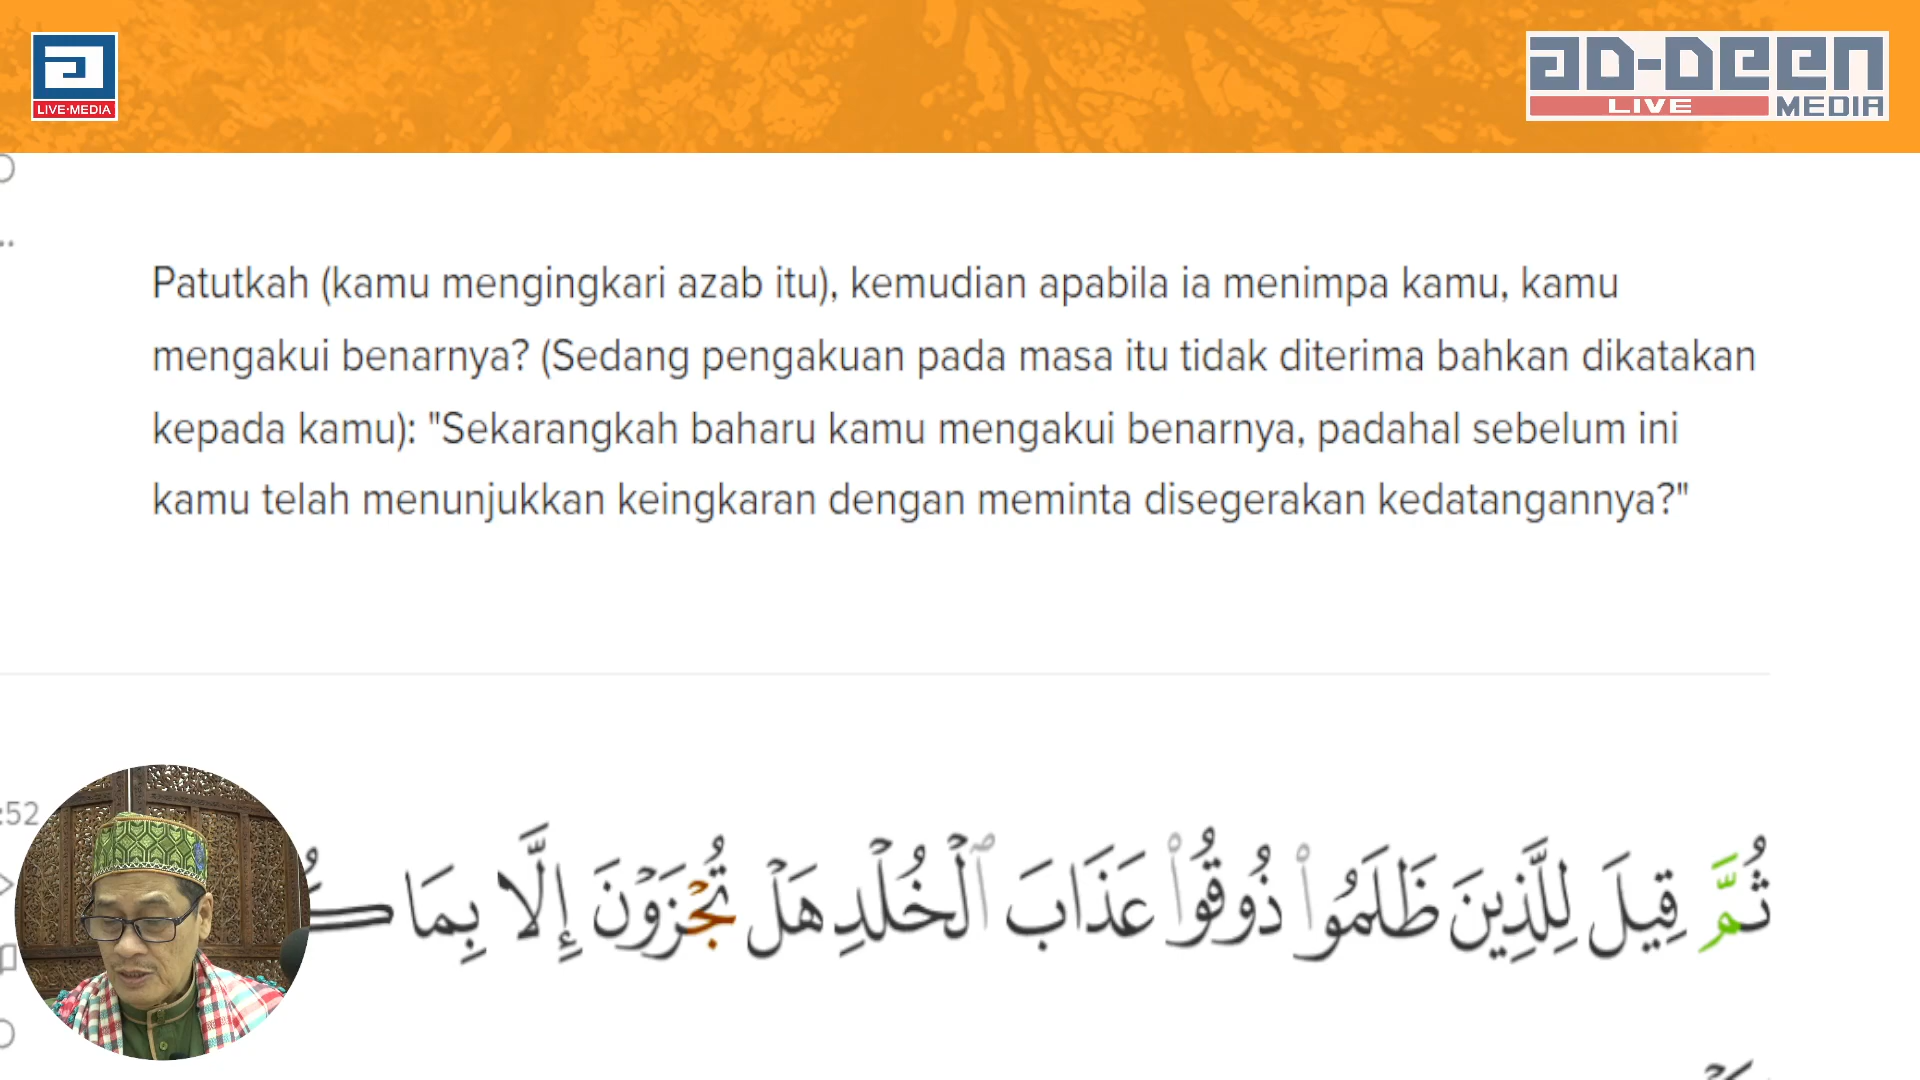 LIVE•MEDIA
AD-DEEN
LIVE MEDIA
Patutkah (kamu mengingkari azab itu), kemudian apabila ia menimpa kamu, kamu
mengakui benarnya? (Sedang pengakuan pada masa itu tidak diterima bahkan dikatakan
kepada kamu): "Sekarangkah baharu kamu mengakui benarnya, padahal sebelum ini
kamu telah menunjukkan keingkaran dengan meminta disegerakan kedatangannya?"
:52
ثُمَّ قِيلَ لِلَّذِينَ ظَلَمُواْ ذُوقُواْ عَذَابَ ٱلۡخُلۡدِ هَلۡ تُجۡزَوۡنَ إِلَّا بِمَا